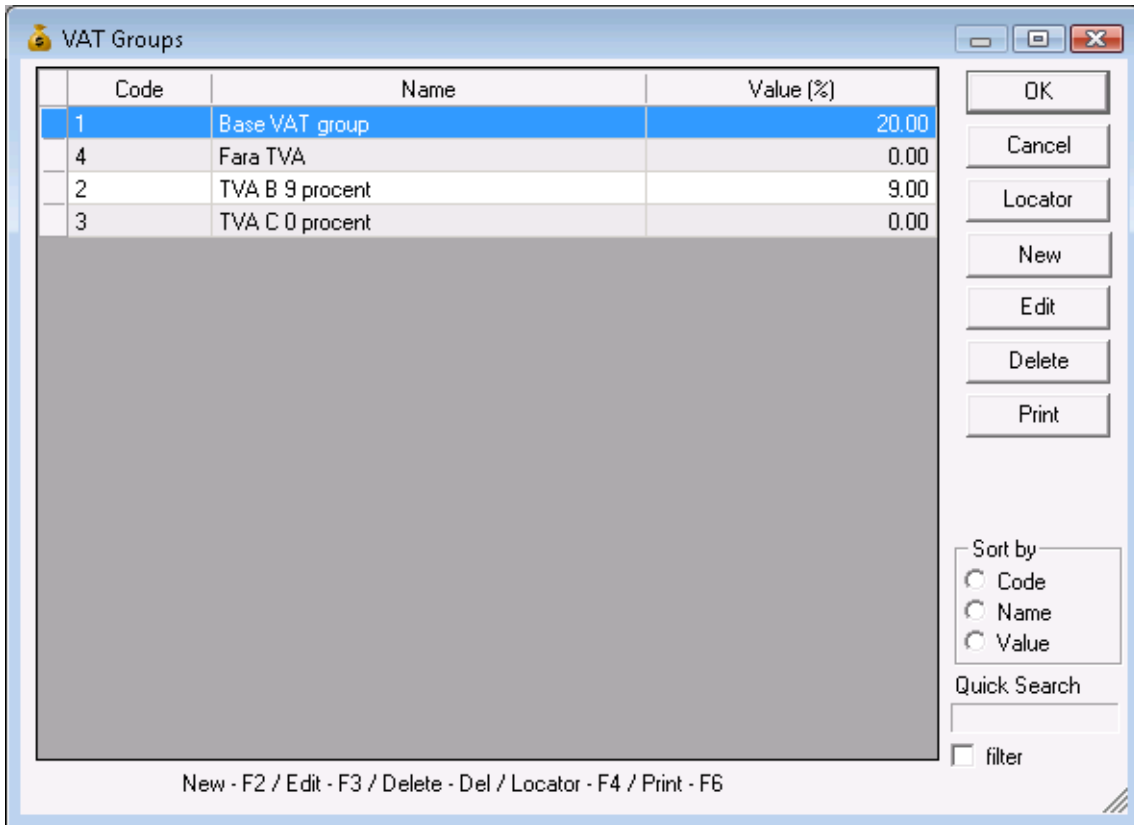 VAT Groups
Code Name Value (%)
1 Base VAT group 20.00
4 Fara TVA 0.00
2 TVA B 9 procent 9.00
3 TVA C 0 procent 0.00
OK
Cancel
Locator
New
Edit
Delete
Print
Sort by
Code
Name
Value
Quick Search
filter
New - F2 / Edit - F3 / Delete - Del / Locator - F4 / Print - F6